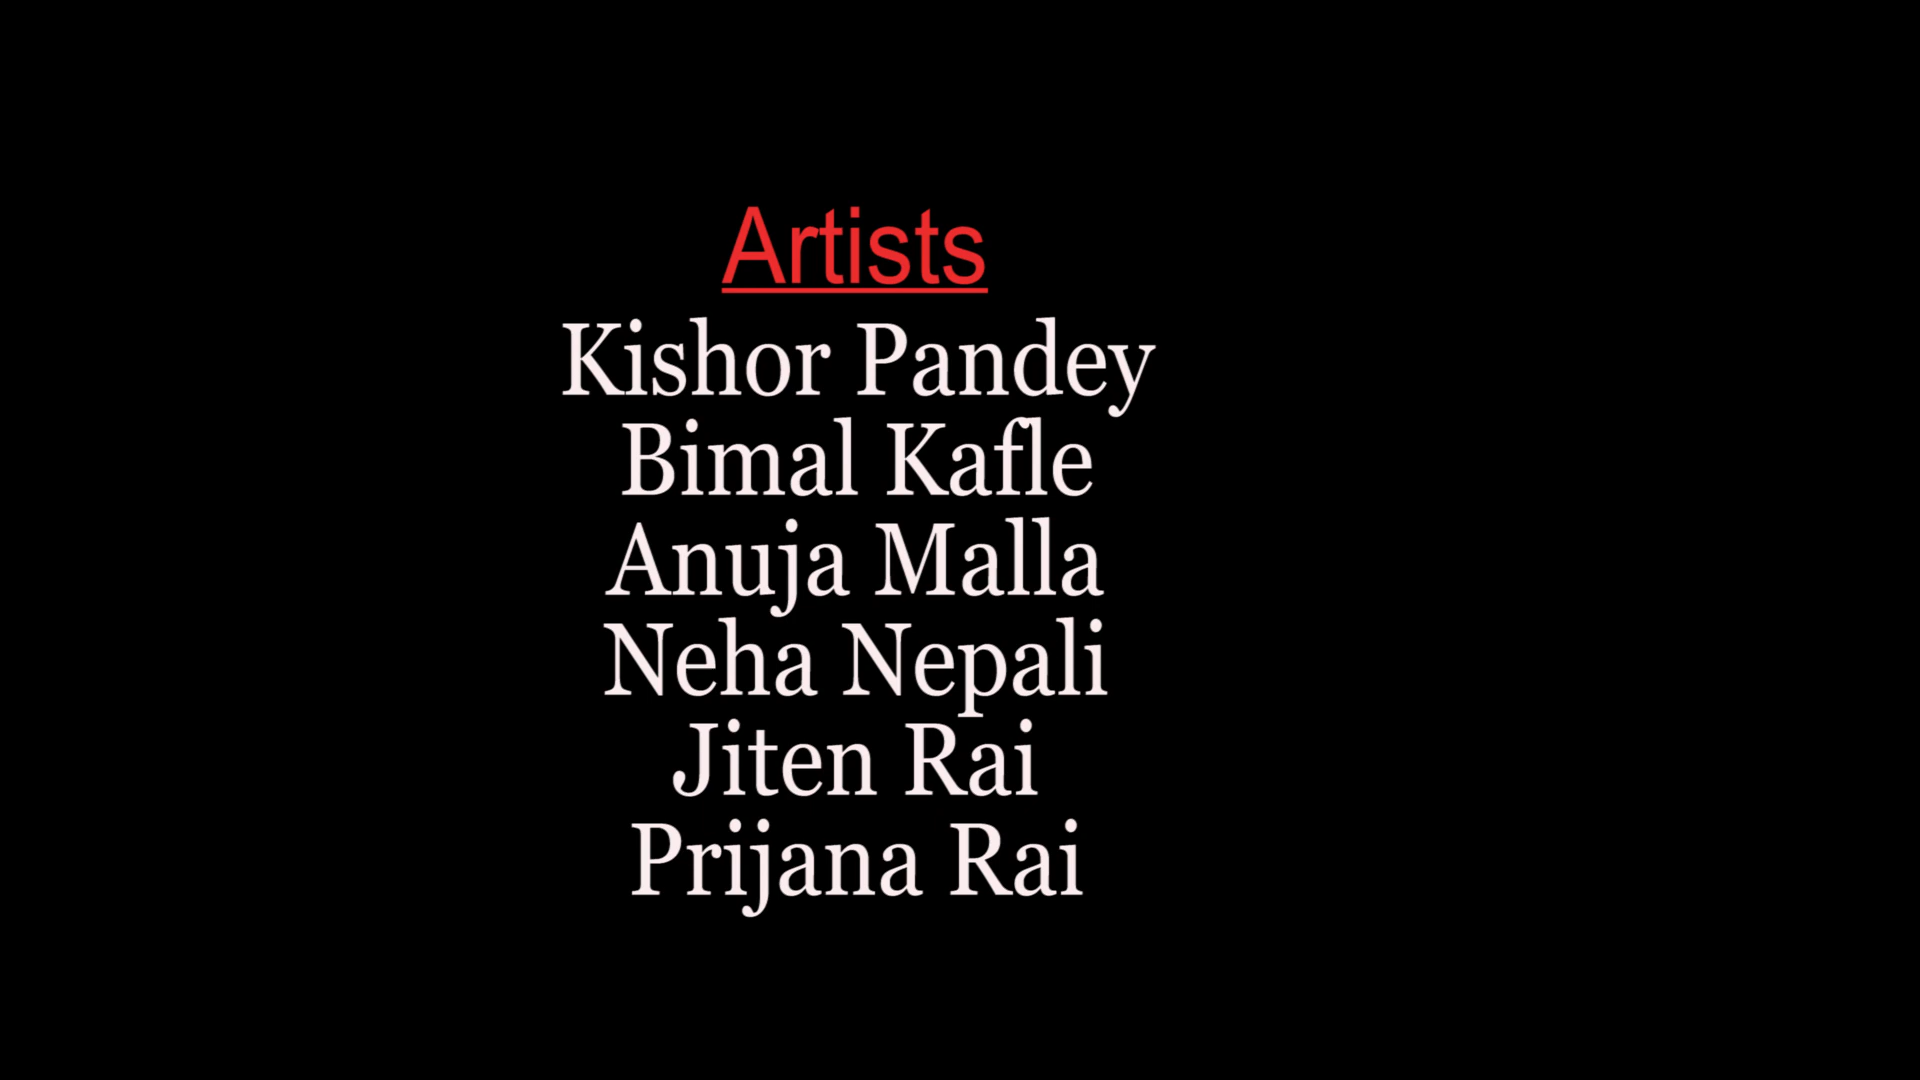 Artists
Kishor Pandey
Bimal Kafle
Anuja Malla
Neha Nepali
Jiten Rai
Prijana Rai